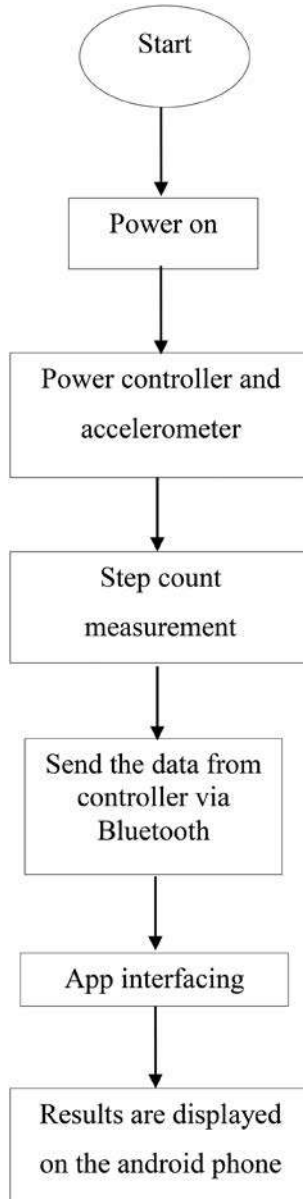 Start
Power on
Power controller and
accelerometer
Step count
measurement
Send the data from
controller via
Bluetooth
App interfacing
Results are displayed
on the android phone